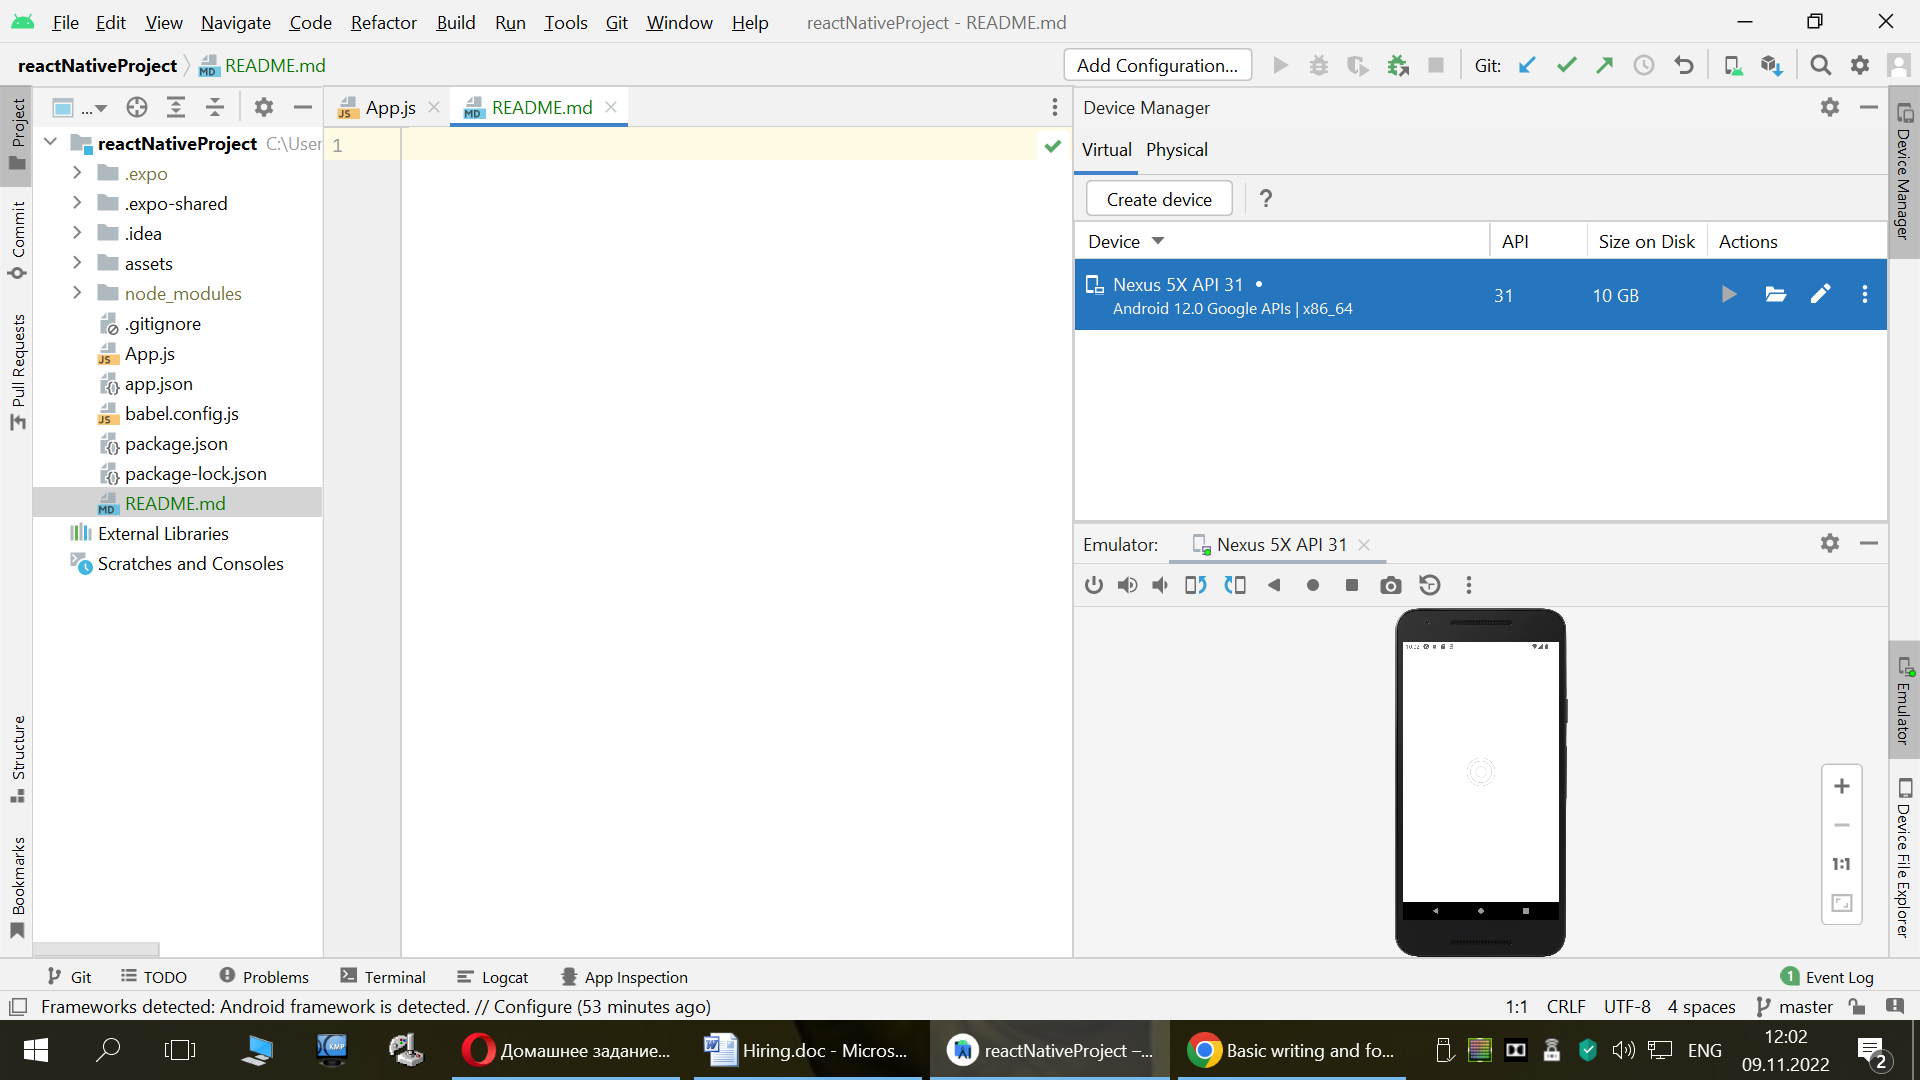 File Edit View Navigate Code Refactor Build Run Tools Git Window Help reactNativeProject - README.md
reactNativeProject README.md Add Configuration... Git:
Project
... App.js README.md Device Manager
reactNativeProject C:\User
1
Virtual Physical
.expo
.expo-shared
.idea
assets
node_modules
.gitignore
App.js
app.json
babel.config.js
package.json
package-lock.json
README.md
External Libraries
Scratches and Consoles
Commit
Pull Requests
Structure
Bookmarks
Create device ?
Device API Size on Disk Actions
Nexus 5X API 31 •
Android 12.0 Google APIs | x86_64
31 10 GB
Emulator: Nexus 5X API 31
1:1
Device Manager
Emulator
Device File Explorer
Git TODO Problems Terminal Logcat App Inspection 1 Event Log
Frameworks detected: Android framework is detected. // Configure (53 minutes ago) 1:1 CRLF UTF-8 4 spaces master
KMP Домашнее задание... Hiring.doc - Micros... reactNativeProject –... Basic writing and fo... ENG 12:02
09.11.2022 2